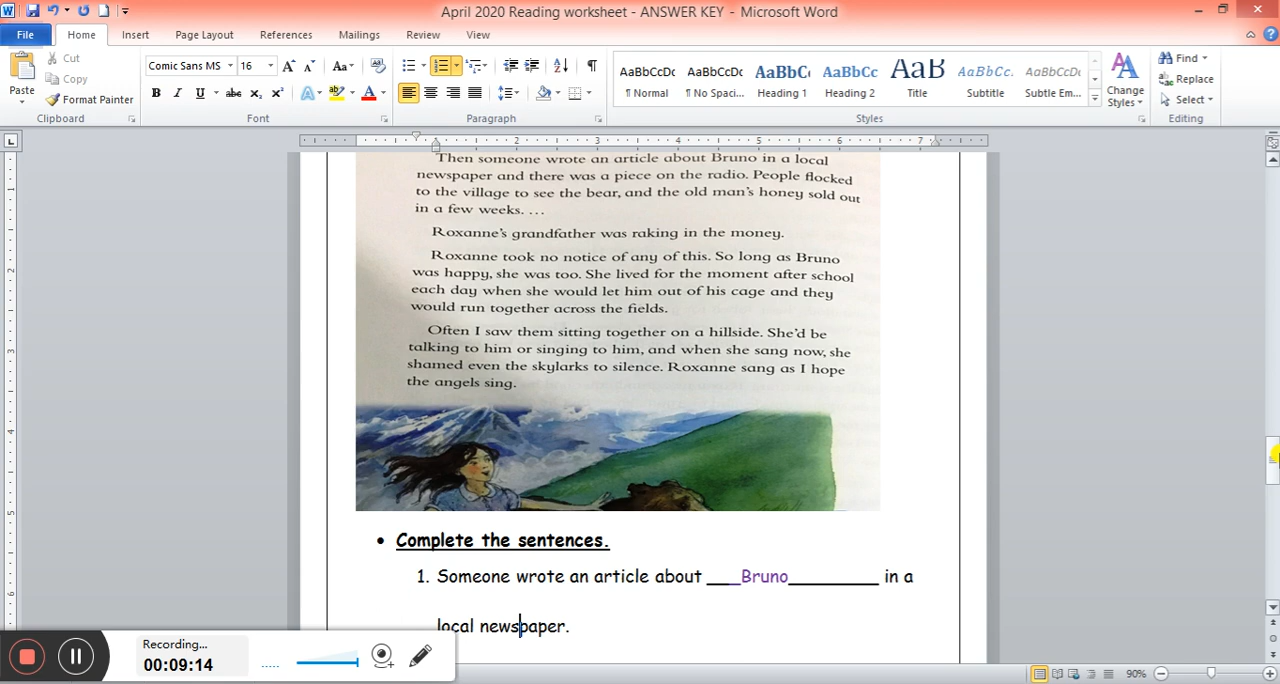 April 2020 Reading worksheet - ANSWER KEY - Microsoft Word
File Home Insert Page Layout References Mailings Review View
Paste
Cut
Copy
Format Painter
Clipboard
Comic Sans MS 16
Font
Paragraph
AaBbCcDc AaBbCcDc AaBbC AaBbCc AaB AaBbCc. AaBbCcDc
¶ Normal ¶ No Spaci... Heading 1 Heading 2 Title Subtitle Subtle Em...
Styles
Change Styles
Find
Replace
Select
Editing
Then someone wrote an article about Bruno in a local
newspaper and there was a piece on the radio. People flocked
to the village to see the bear, and the old man's honey sold out
in a few weeks. ...
Roxanne's grandfather was raking in the money.
Roxanne took no notice of any of this. So long as Bruno
was happy, she was too. She lived for the moment after school
each day when she would let him out of his cage and they
would run together across the fields.
Often I saw them sitting together on a hillside. She'd be
talking to him or singing to him, and when she sang now, she
shamed even the skylarks to silence. Roxanne sang as I hope
the angels sing.
• Complete the sentences.
1. Someone wrote an article about ____Bruno_________ in a
local newspaper.
Recording...
00:09:14
90%